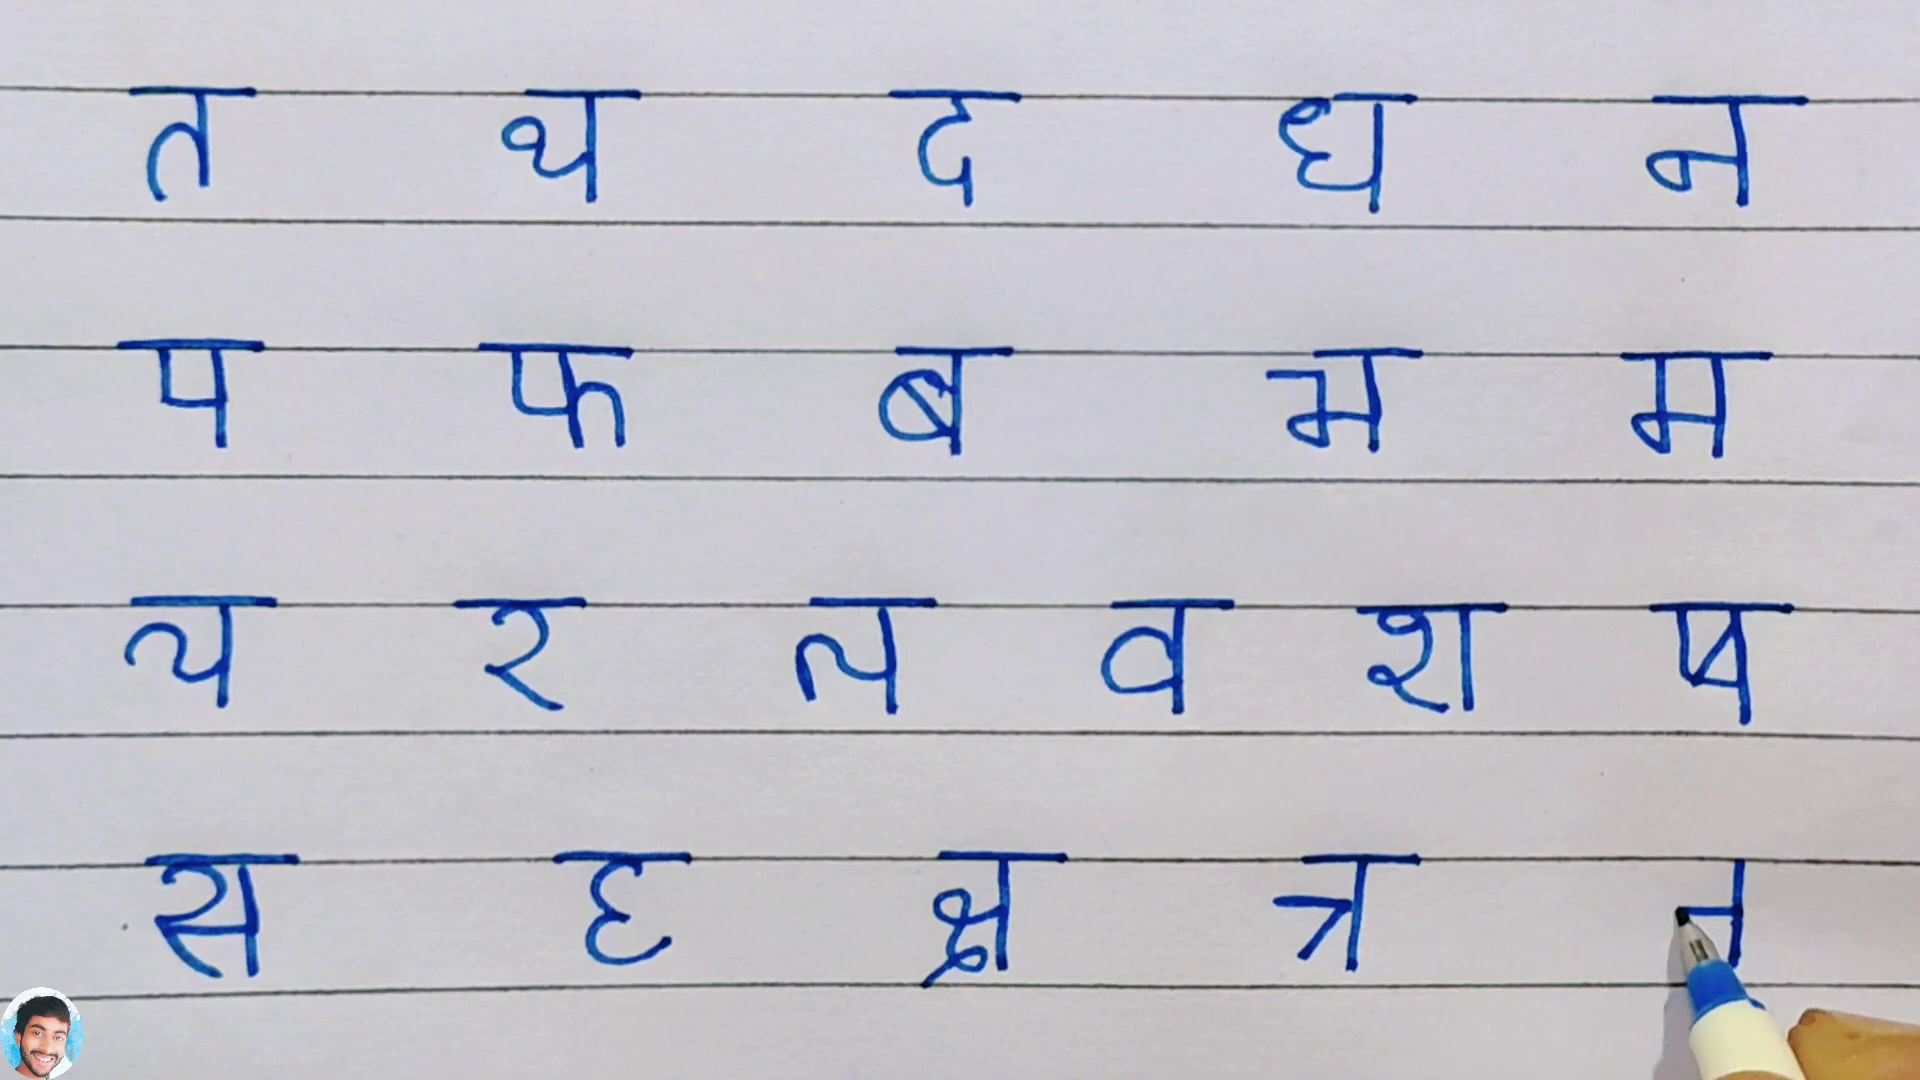 त थ द ध न
प फ ब भ म
य र ल व श ष
स ह क्ष त्र